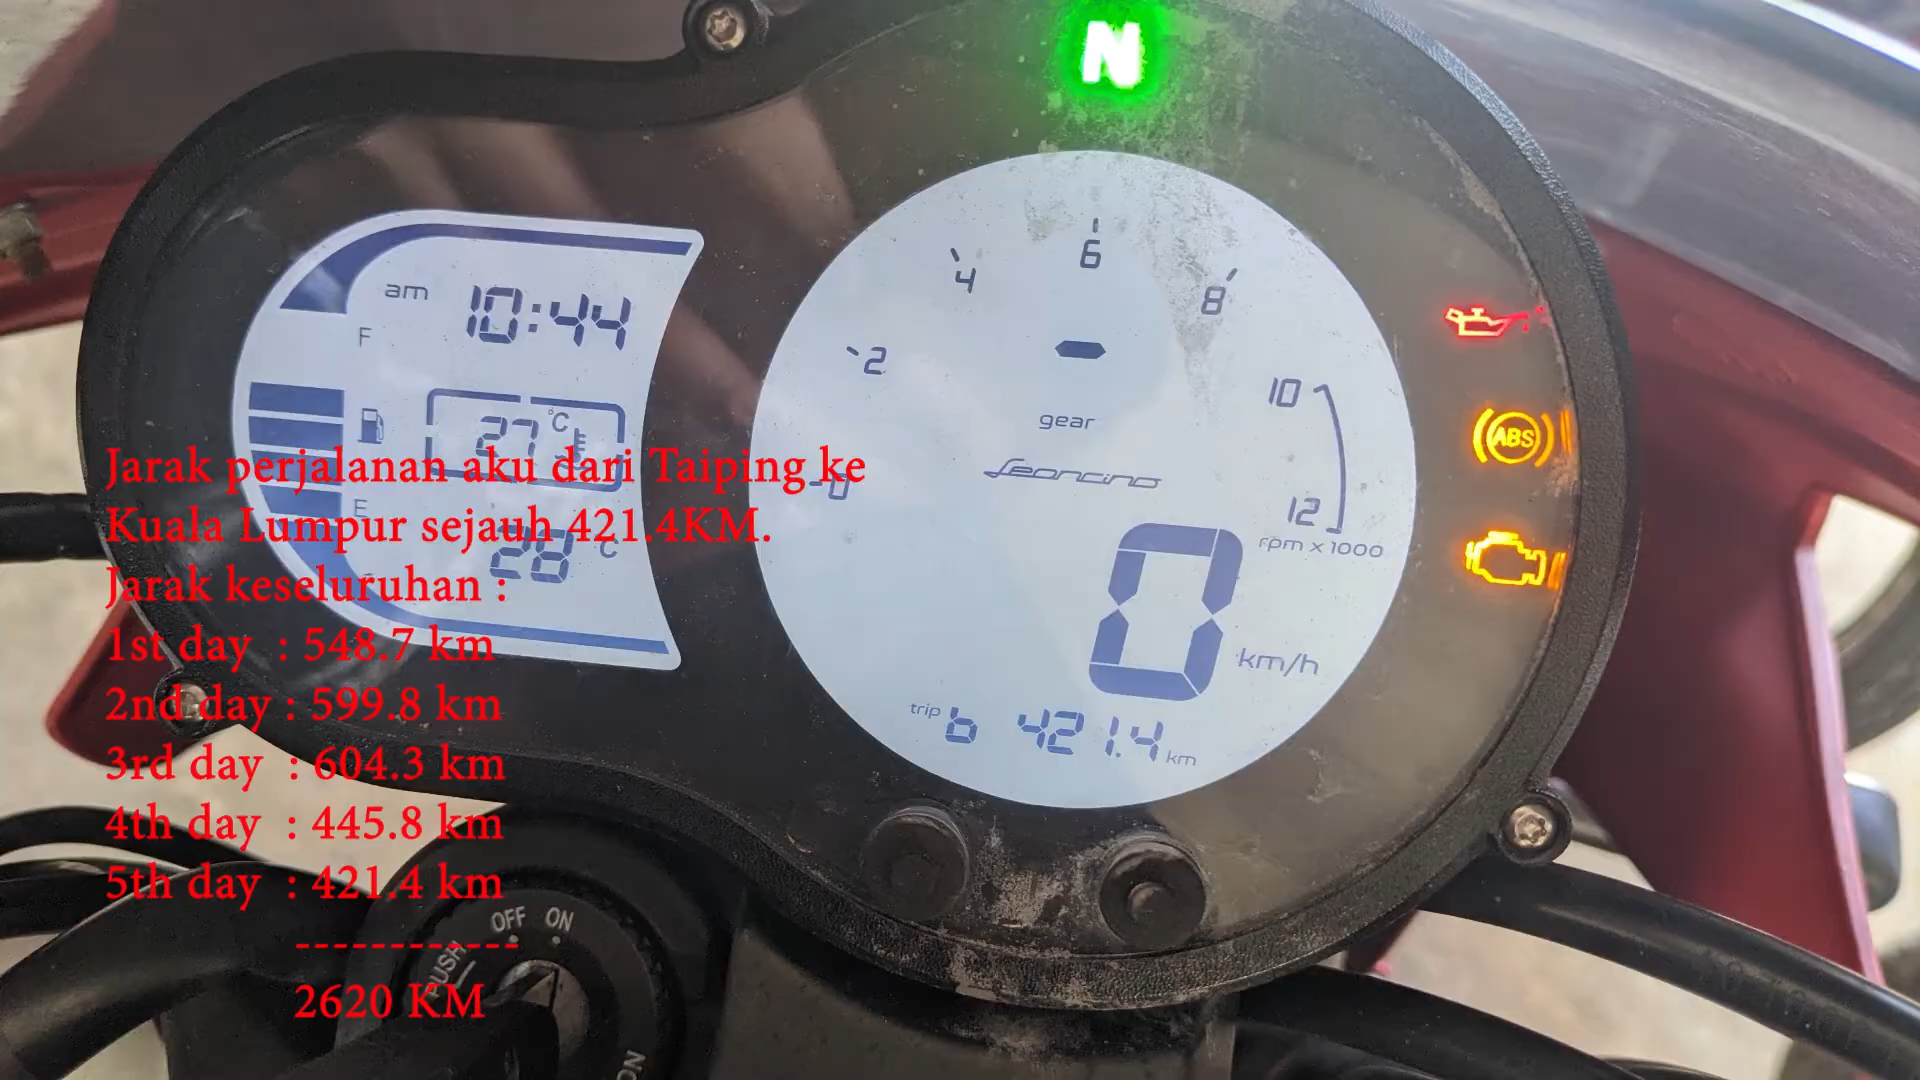 N
am 10:44
F
27 °C
E
28 °C
6
4
8
2
10
0
12
gear
Leoncino
rpm x 1000
0
km/h
trip b 421.4 km
ABS
Jarak perjalanan aku dari Taiping ke
Kuala Lumpur sejauh 421.4KM.
Jarak keseluruhan :
1st day : 548.7 km
2nd day : 599.8 km
3rd day : 604.3 km
4th day : 445.8 km
5th day : 421.4 km
------------
2620 KM
OFF ON
PUSH